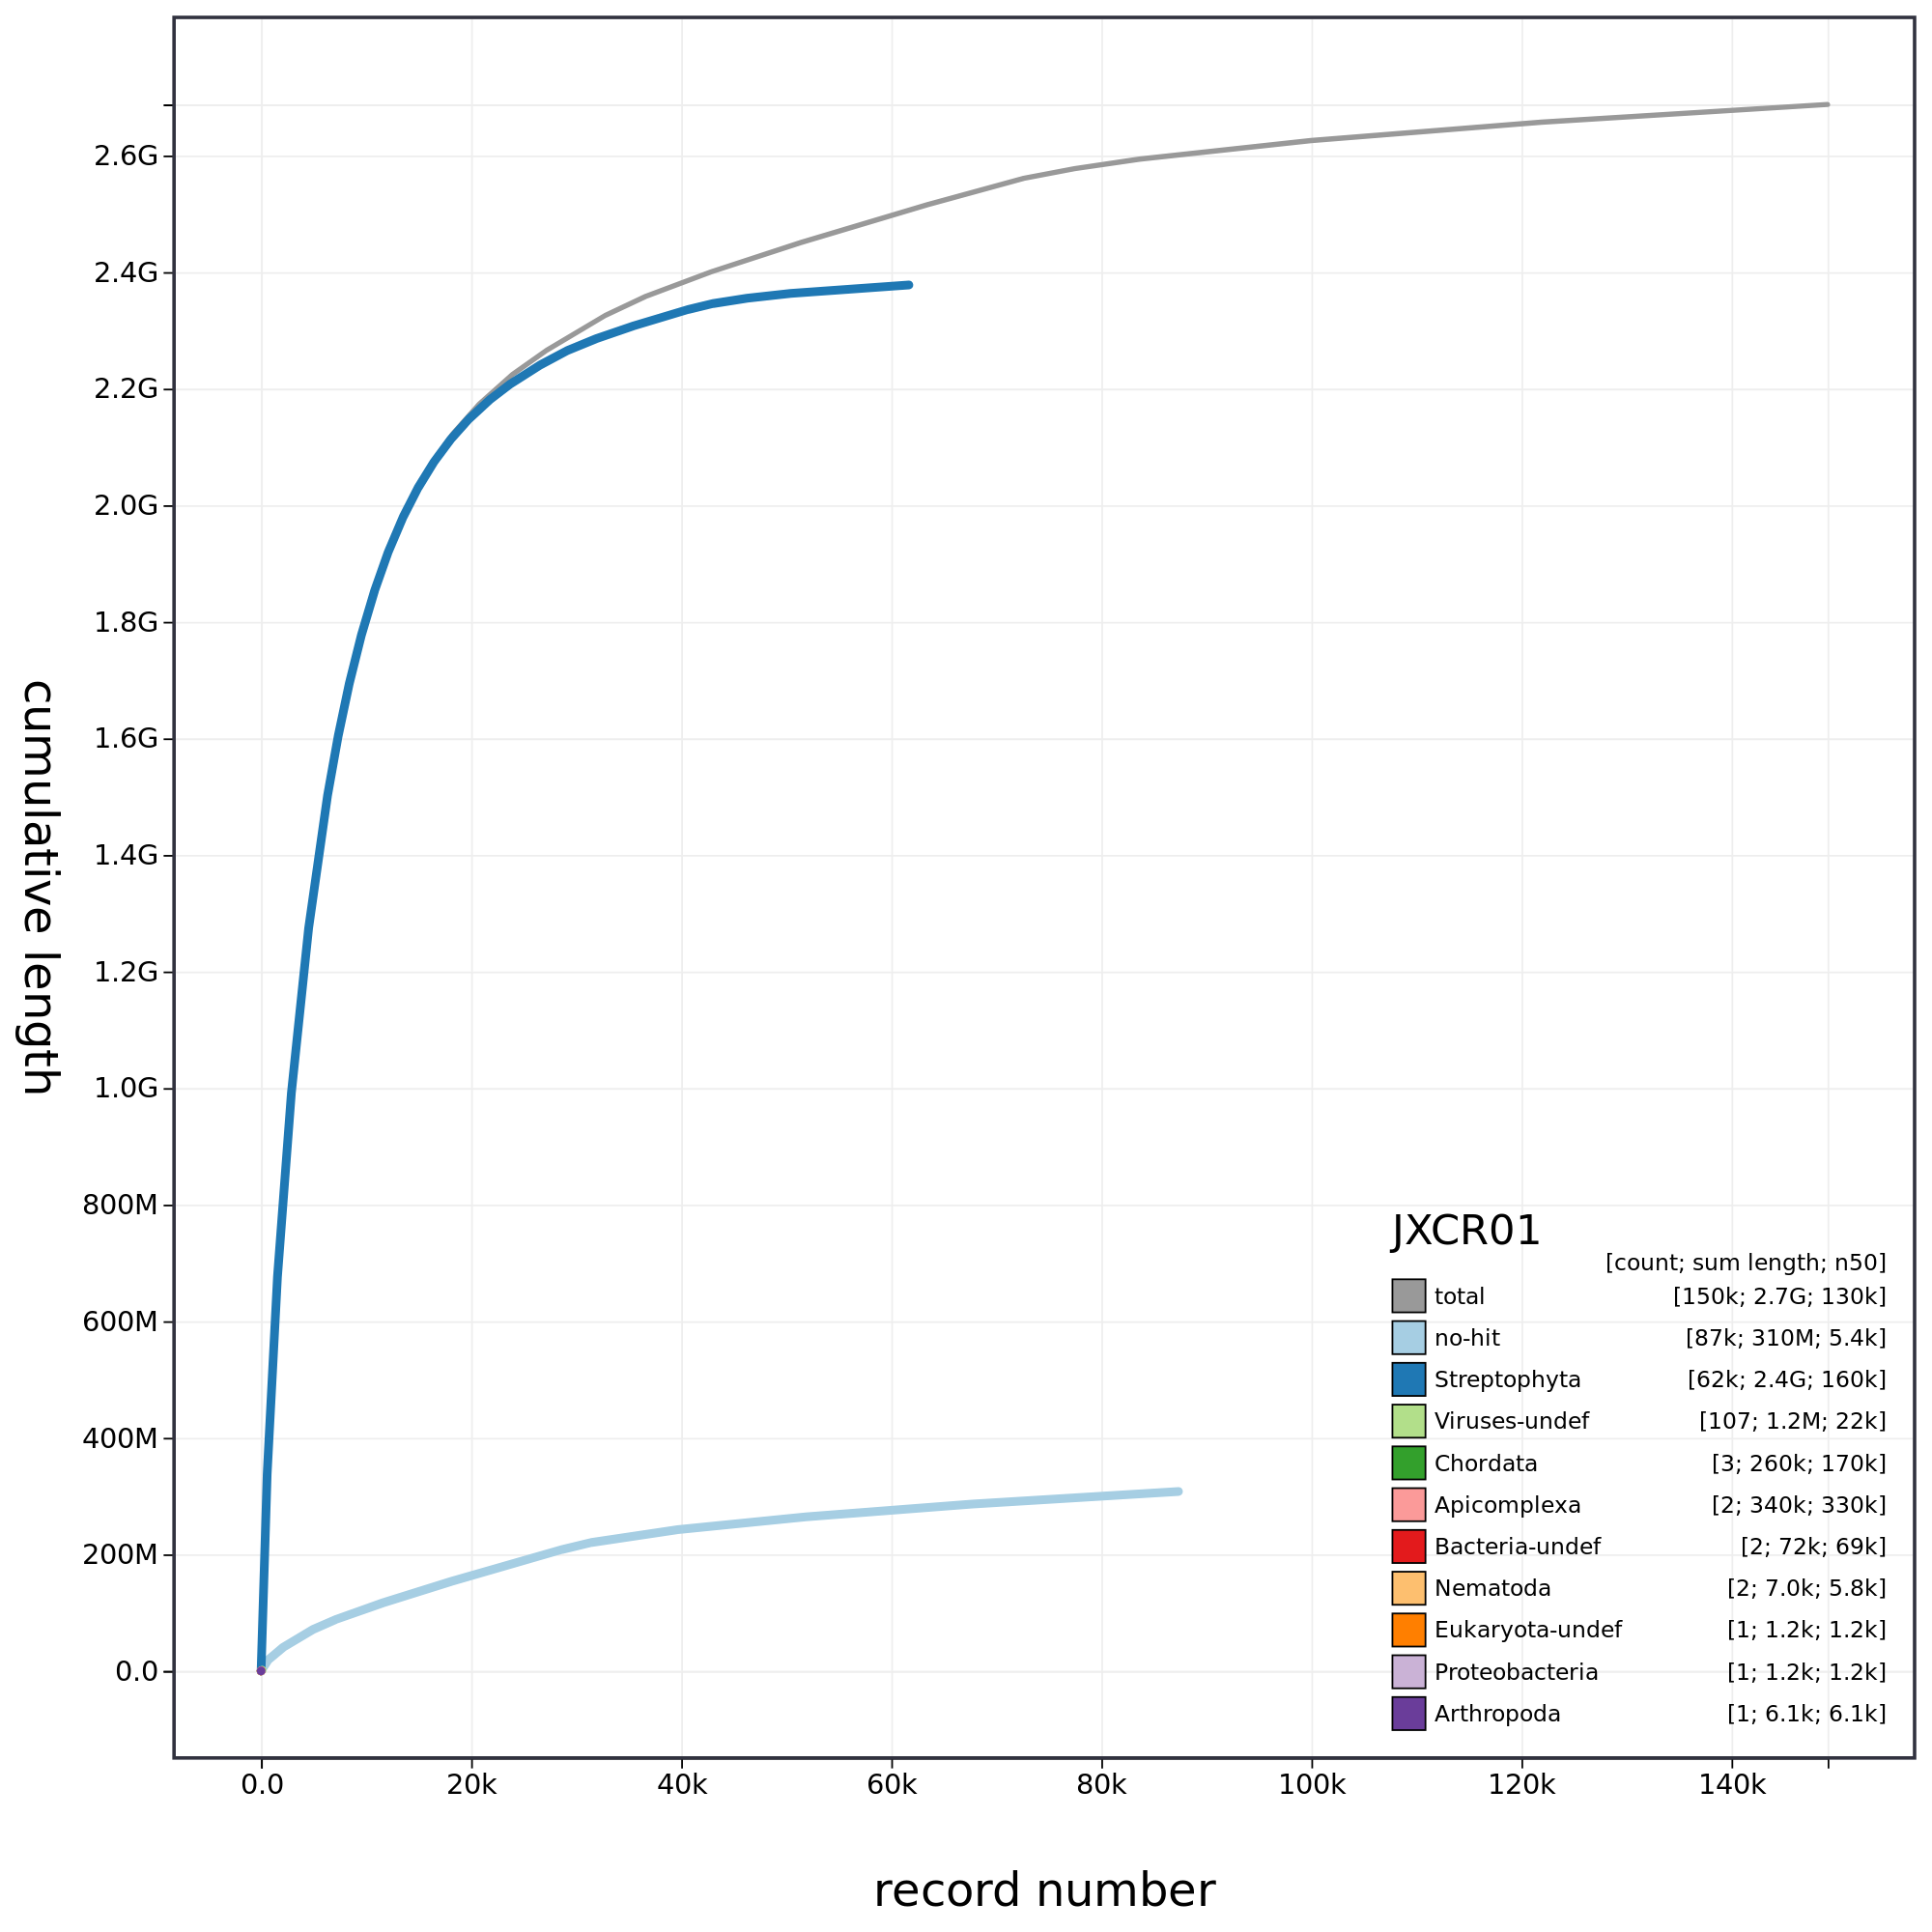 2.6G
2.4G
2.2G
2.0G
1.8G
1.6G
1.4G
1.2G
1.0G
800M
600M
400M
200M
0.0
cumulative length
JXCR01
[count; sum length; n50]
total [150k; 2.7G; 130k]
no-hit [87k; 310M; 5.4k]
Streptophyta [62k; 2.4G; 160k]
Viruses-undef [107; 1.2M; 22k]
Chordata [3; 260k; 170k]
Apicomplexa [2; 340k; 330k]
Bacteria-undef [2; 72k; 69k]
Nematoda [2; 7.0k; 5.8k]
Eukaryota-undef [1; 1.2k; 1.2k]
Proteobacteria [1; 1.2k; 1.2k]
Arthropoda [1; 6.1k; 6.1k]
0.0 20k 40k 60k 80k 100k 120k 140k
record number